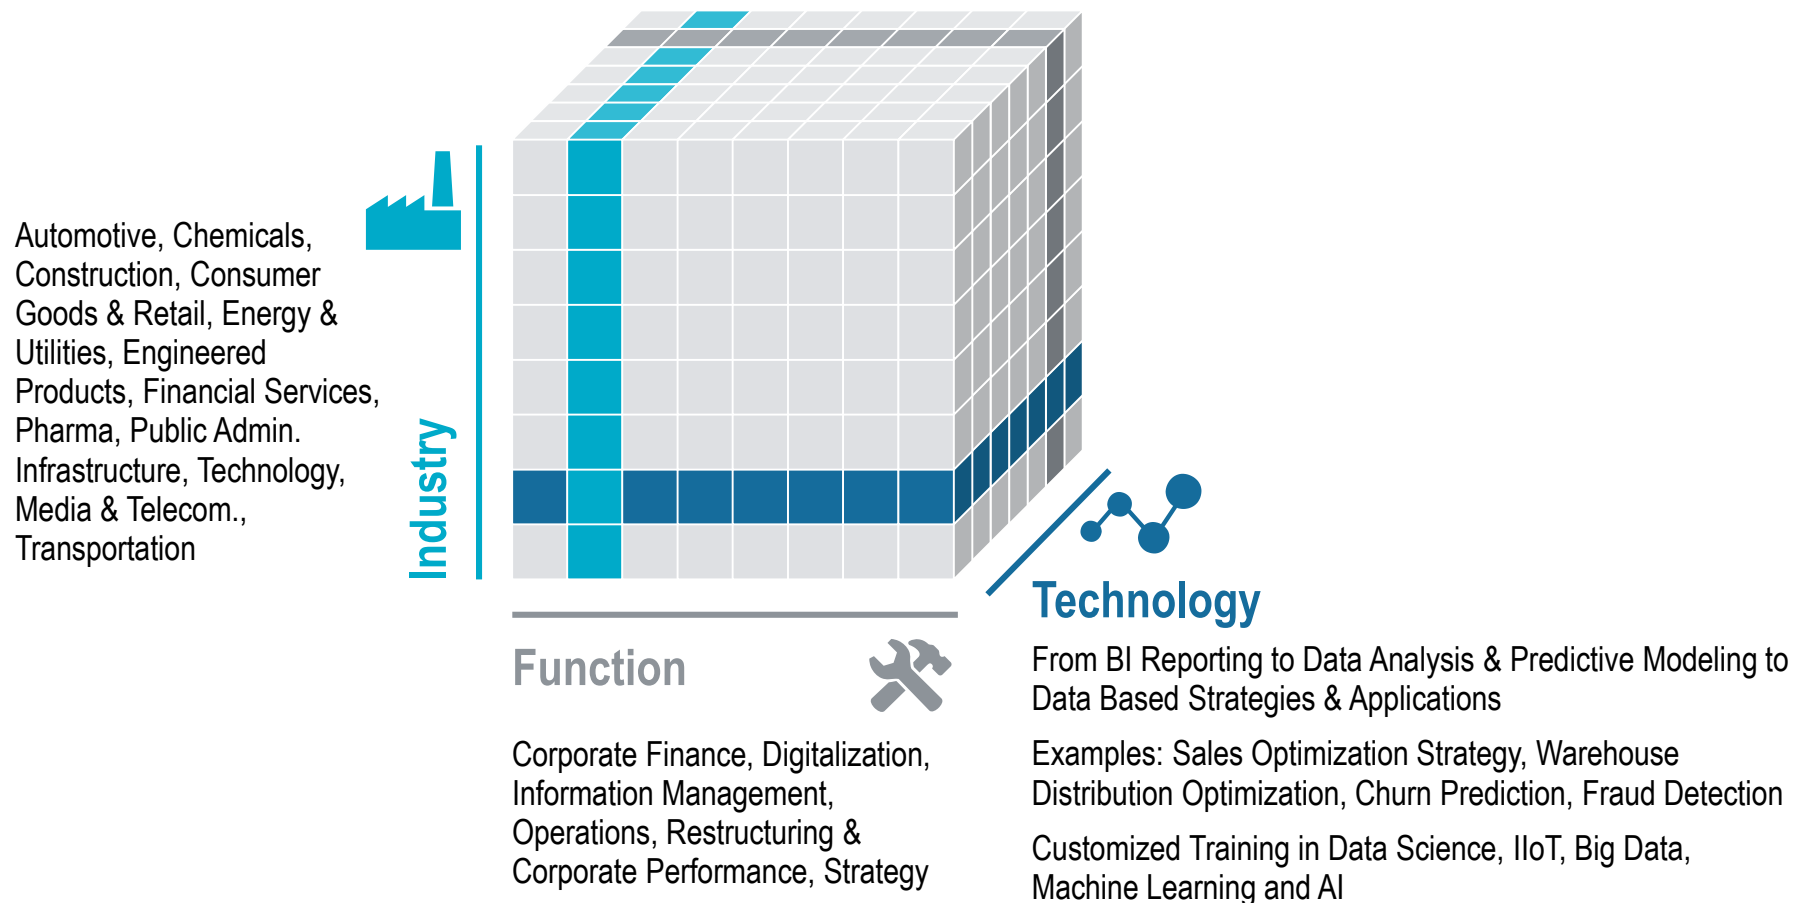 Automotive, Chemicals,
Construction, Consumer
Goods & Retail, Energy &
Utilities, Engineered
Products, Financial Services,
Pharma, Public Admin.
Infrastructure, Technology,
Media & Telecom.,
Transportation
Industry
Function
Corporate Finance, Digitalization,
Information Management,
Operations, Restructuring &
Corporate Performance, Strategy
Technology
From BI Reporting to Data Analysis & Predictive Modeling to
Data Based Strategies & Applications
Examples: Sales Optimization Strategy, Warehouse
Distribution Optimization, Churn Prediction, Fraud Detection
Customized Training in Data Science, IIoT, Big Data,
Machine Learning and AI